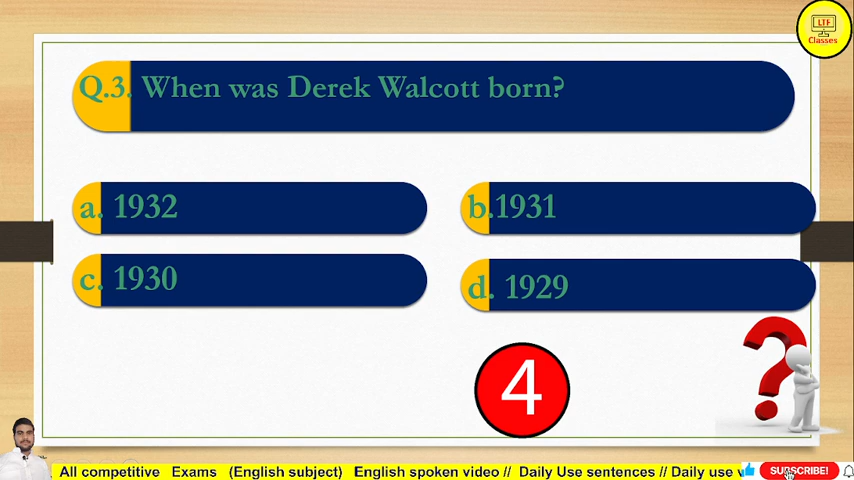 LTF
Classes
Q.3. When was Derek Walcott born?
a. 1932
b.1931
c. 1930
d. 1929
4
All competitive Exams (English subject) English spoken video // Daily Use sentences // Daily use
SUBSCRIBE!